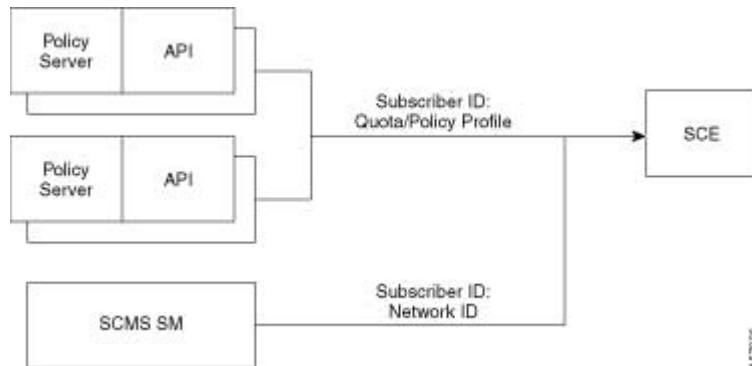 Policy
Server
API
Subscriber ID:
Quota/Policy Profile
SCE
Policy
Server
API
Subscriber ID:
Network ID
SCMS SM